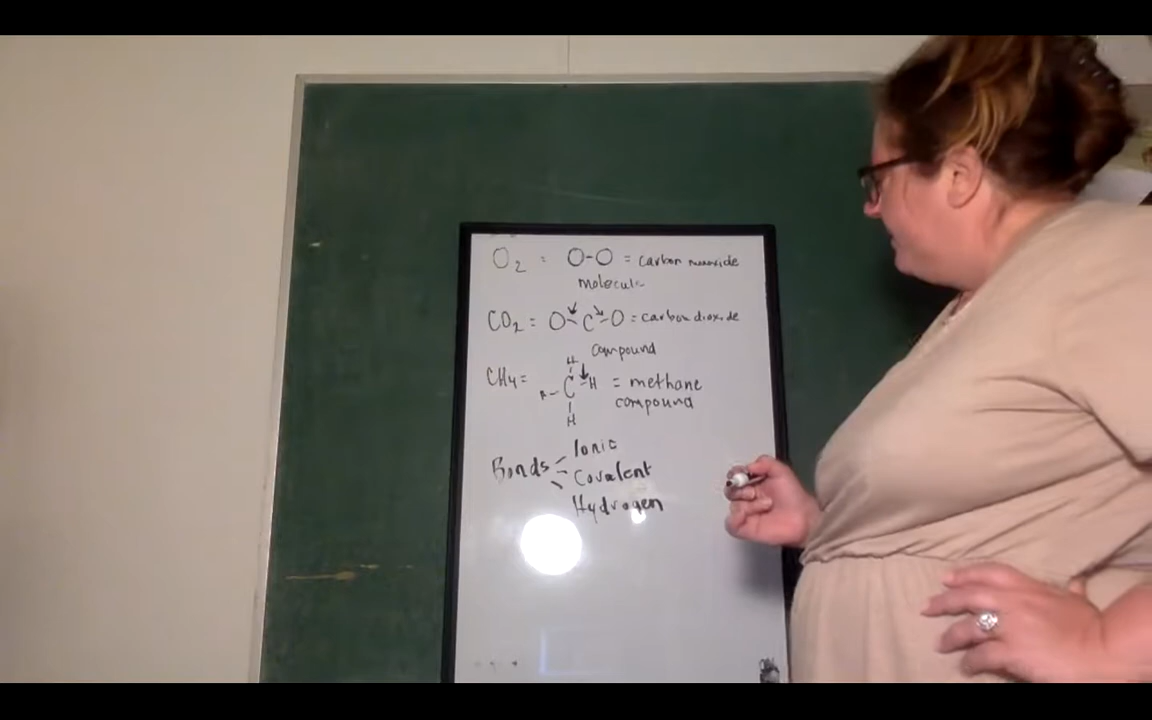 O2 = O-O = carbon monoxide
molecule
CO2 = O-C-O = carbon dioxide
compound
H
CH4 = H-C-H = methane
compound
H
Bonds Ionic
Covalent
Hydrogen